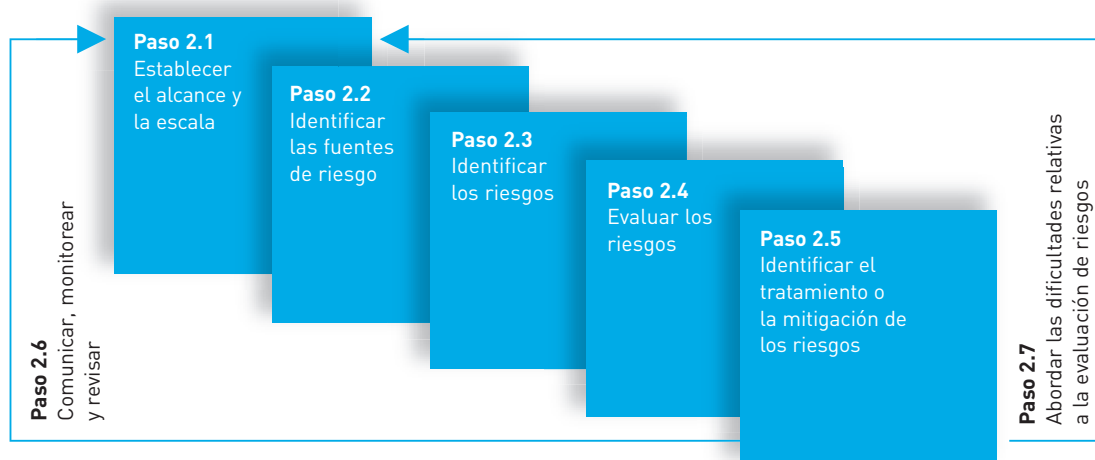 Paso 2.1
Establecer
el alcance y
la escala
Paso 2.2
Identificar
las fuentes
de riesgo
Paso 2.3
Identificar
los riesgos
Paso 2.4
Evaluar los
riesgos
Paso 2.5
Identificar el
tratamiento o
la mitigación de
los riesgos
Paso 2.6
Comunicar, monitorear
y revisar
Paso 2.7
Abordar las dificultades relativas
a la evaluación de riesgos